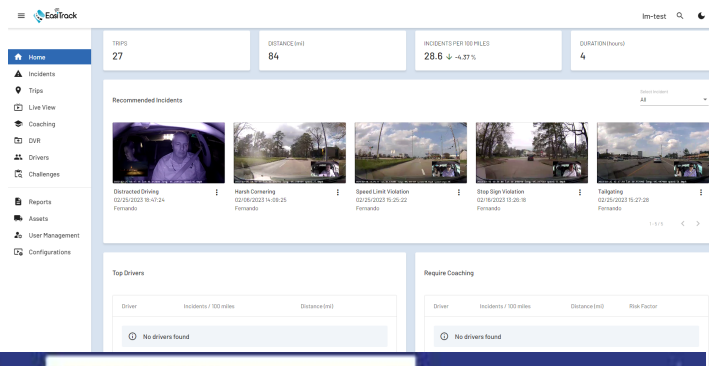 EasiTrack
lm-test
Home
Incidents
Trips
Live View
Coaching
DVR
Drivers
Challenges
Reports
Assets
User Management
Configurations
TRIPS
27
DISTANCE (mi)
84
INCIDENTS PER 100 MILES
28.6 ↓ -4.37 %
DURATION (hours)
4
Recommended Incidents
Select Incident
All
Distracted Driving
02/25/2023 16:47:24
Fernando
Harsh Cornering
02/06/2023 14:09:25
Fernando
Speed Limit Violation
02/25/2023 15:25:22
Fernando
Stop Sign Violation
02/16/2023 13:26:18
Fernando
Tailgating
02/25/2023 15:27:28
Fernando
Top Drivers
Driver Incidents / 100 miles Distance (mi)
No drivers found
Require Coaching
Driver Incidents / 100 miles Distance (mi) Risk Factor
No drivers found